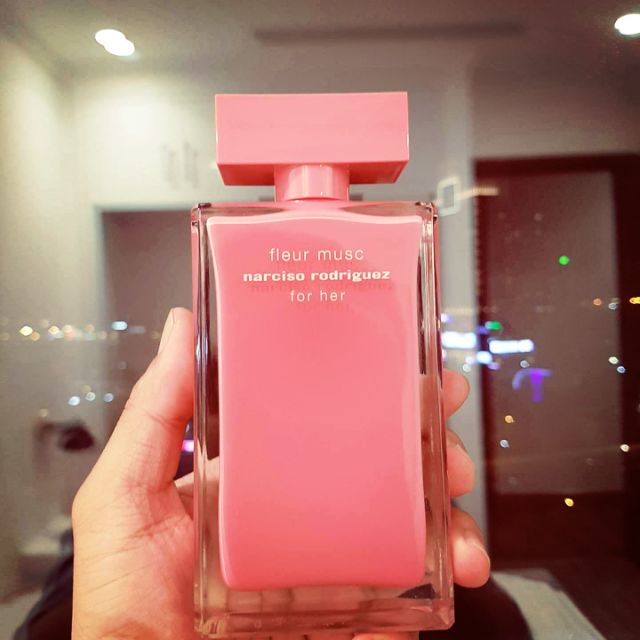 fleur musc
narciso rodriguez
for her